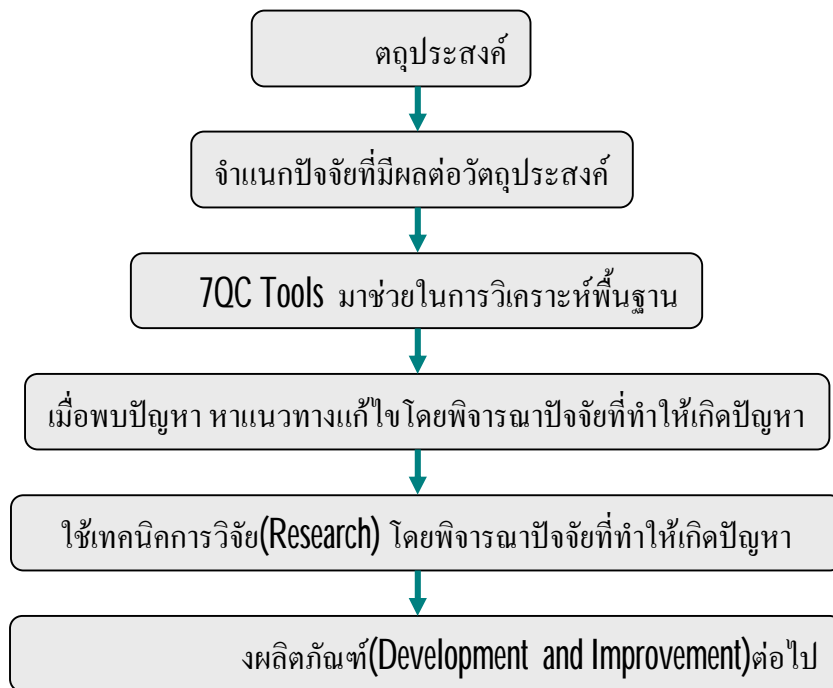 ตถุประสงค์
จำแนกปัจจัยที่มีผลต่อวัตถุประสงค์
7QC Tools มาช่วยในการวิเคราะห์พื้นฐาน
เมื่อพบปัญหา หาแนวทางแก้ไขโดยพิจารณาปัจจัยที่ทำให้เกิดปัญหา
ใช้เทคนิคการวิจัย(Research) โดยพิจารณาปัจจัยที่ทำให้เกิดปัญหา
งผลิตภัณฑ์(Development and Improvement)ต่อไป